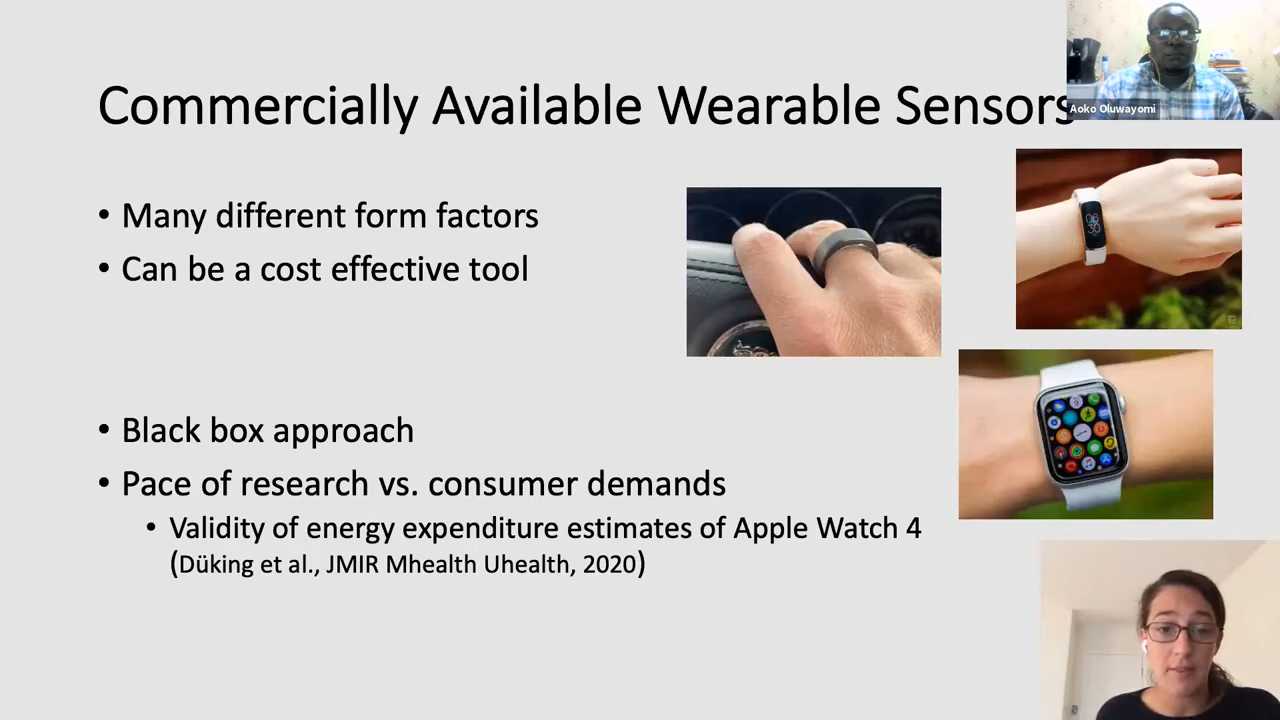 Commercially Available Wearable Sensors
Aoko Oluwayomi
• Many different form factors
• Can be a cost effective tool
08
30
• Black box approach
• Pace of research vs. consumer demands
• Validity of energy expenditure estimates of Apple Watch 4
(Düking et al., JMIR Mhealth Uhealth, 2020)